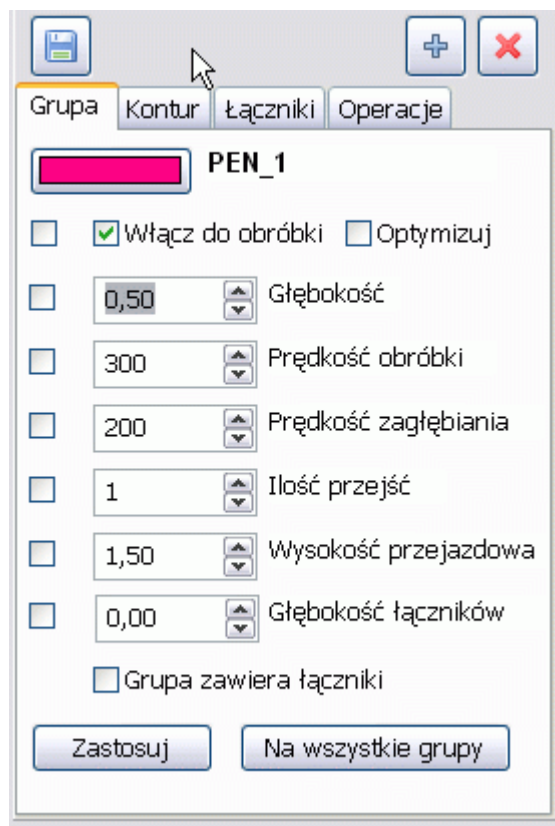 Grupa Kontur Łączniki Operacje
PEN_1
Włącz do obróbki Optymizuj
0,50 Głębokość
300 Prędkość obróbki
200 Prędkość zagłębiania
1 Ilość przejść
1,50 Wysokość przejazdowa
0,00 Głębokość łączników
Grupa zawiera łączniki
Zastosuj Na wszystkie grupy